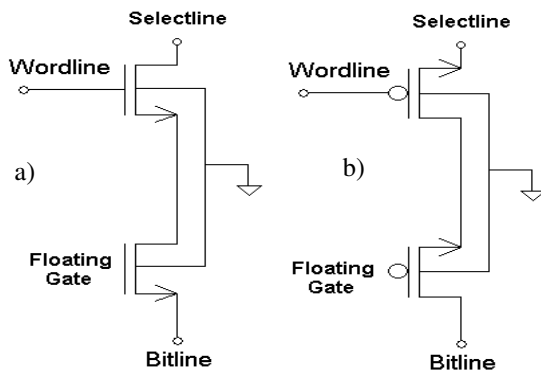 Selectline
Wordline
a)
Floating
Gate
Bitline
Selectline
Wordline
b)
Floating
Gate
Bitline